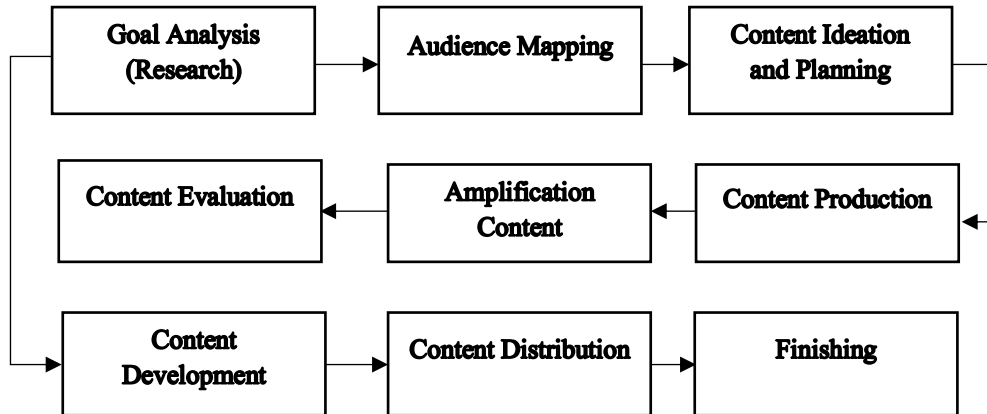 Goal Analysis
(Research)
Audience Mapping
Content Ideation
and Planning
Content Evaluation
Amplification
Content
Content Production
Content
Development
Content Distribution
Finishing